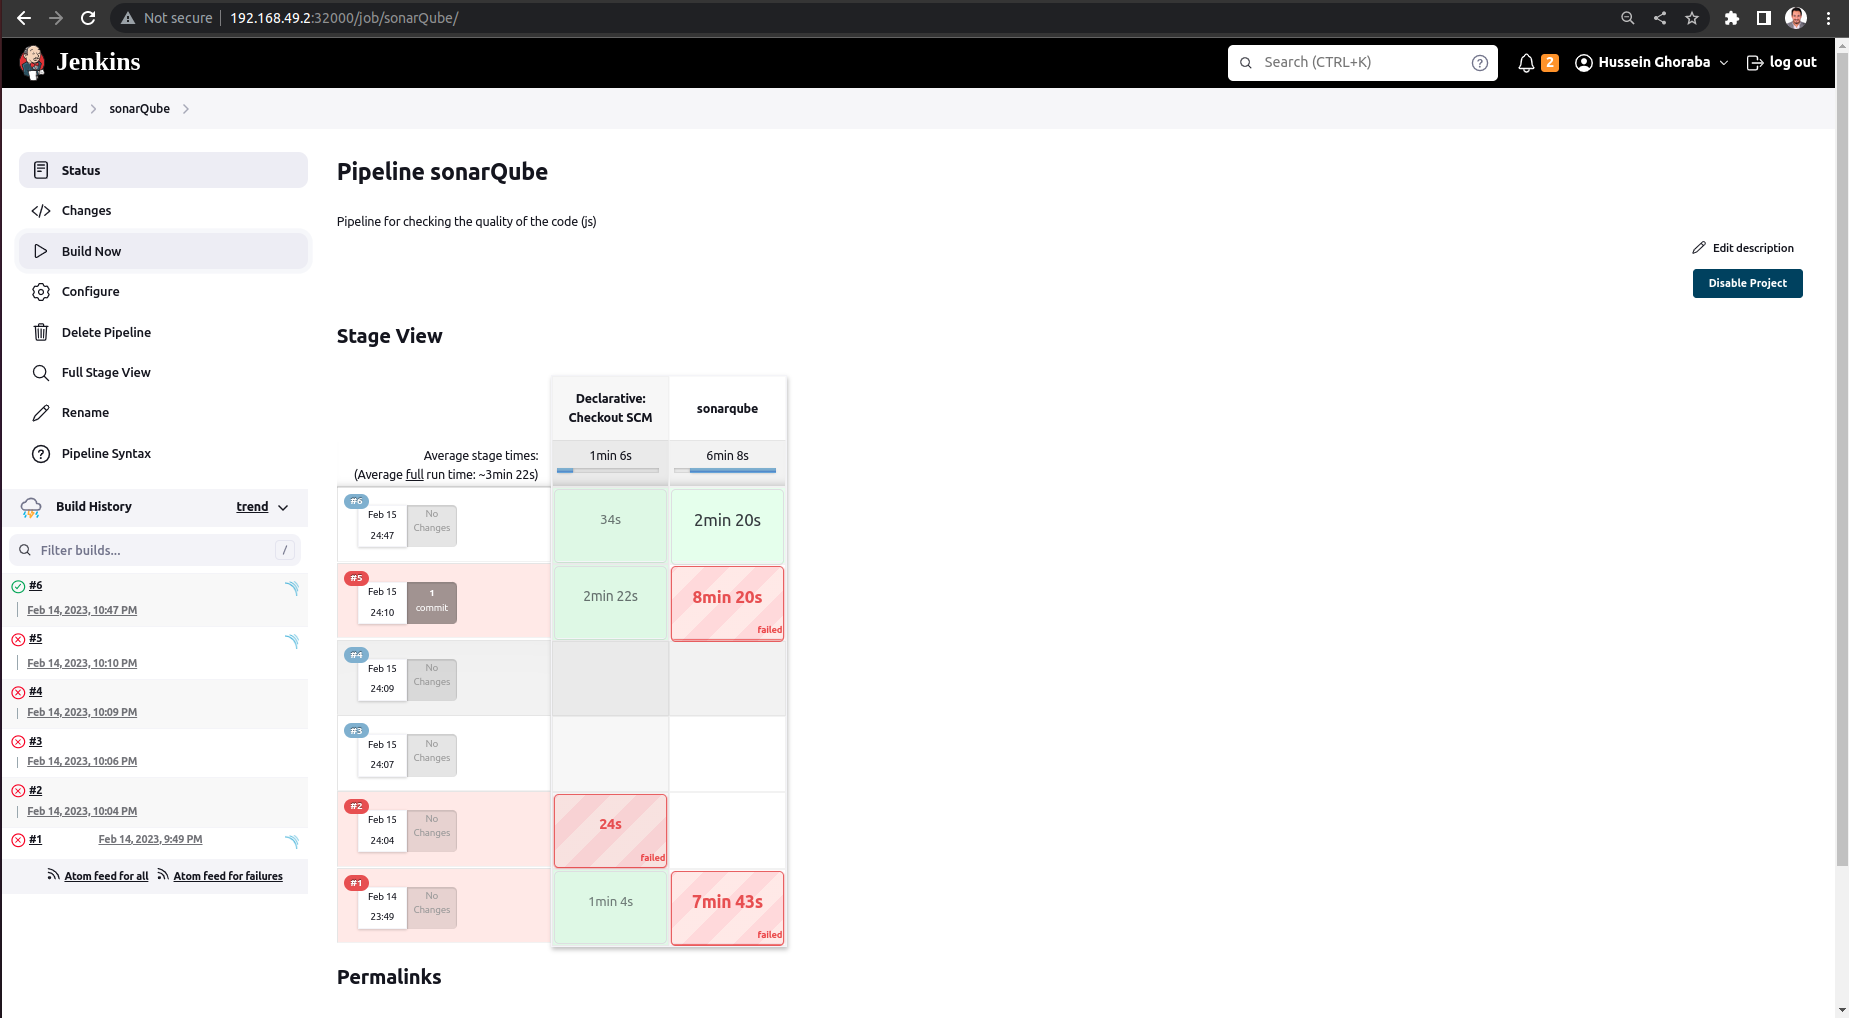 Not secure
192.168.49.2:32000/job/sonarQube/
Jenkins
Search (CTRL+K)
?
2
Hussein Ghoraba
log out
Dashboard
sonarQube
Status
Changes
Build Now
Configure
Delete Pipeline
Full Stage View
Rename
? Pipeline Syntax
Build History
trend
Filter builds...
/
#6
Feb 14, 2023, 10:47 PM
#5
Feb 14, 2023, 10:10 PM
#4
Feb 14, 2023, 10:09 PM
#3
Feb 14, 2023, 10:06 PM
#2
Feb 14, 2023, 10:04 PM
#1 Feb 14, 2023, 9:49 PM
Atom feed for all Atom feed for failures
Pipeline sonarQube
Pipeline for checking the quality of the code (js)
Edit description
Disable Project
Stage View
Declarative:
Checkout SCM
sonarqube
Average stage times:
(Average full run time: ~3min 22s)
1min 6s
6min 8s
#6
Feb 15
24:47
No
Changes
34s
2min 20s
#5
Feb 15
24:10
1
commit
2min 22s
8min 20s
failed
#4
Feb 15
24:09
No
Changes
#3
Feb 15
24:07
No
Changes
#2
Feb 15
24:04
No
Changes
24s
failed
#1
Feb 14
23:49
No
Changes
1min 4s
7min 43s
failed
Permalinks